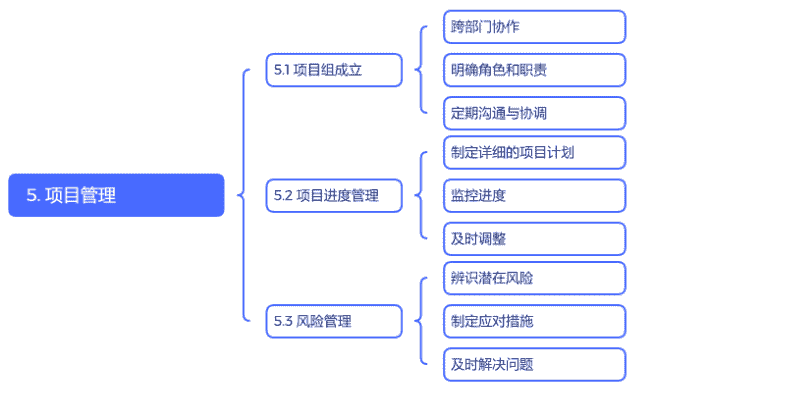 5. 项目管理
5.1 项目组成立
跨部门协作
明确角色和职责
定期沟通与协调
5.2 项目进度管理
制定详细的项目计划
监控进度
及时调整
5.3 风险管理
辨识潜在风险
制定应对措施
及时解决问题